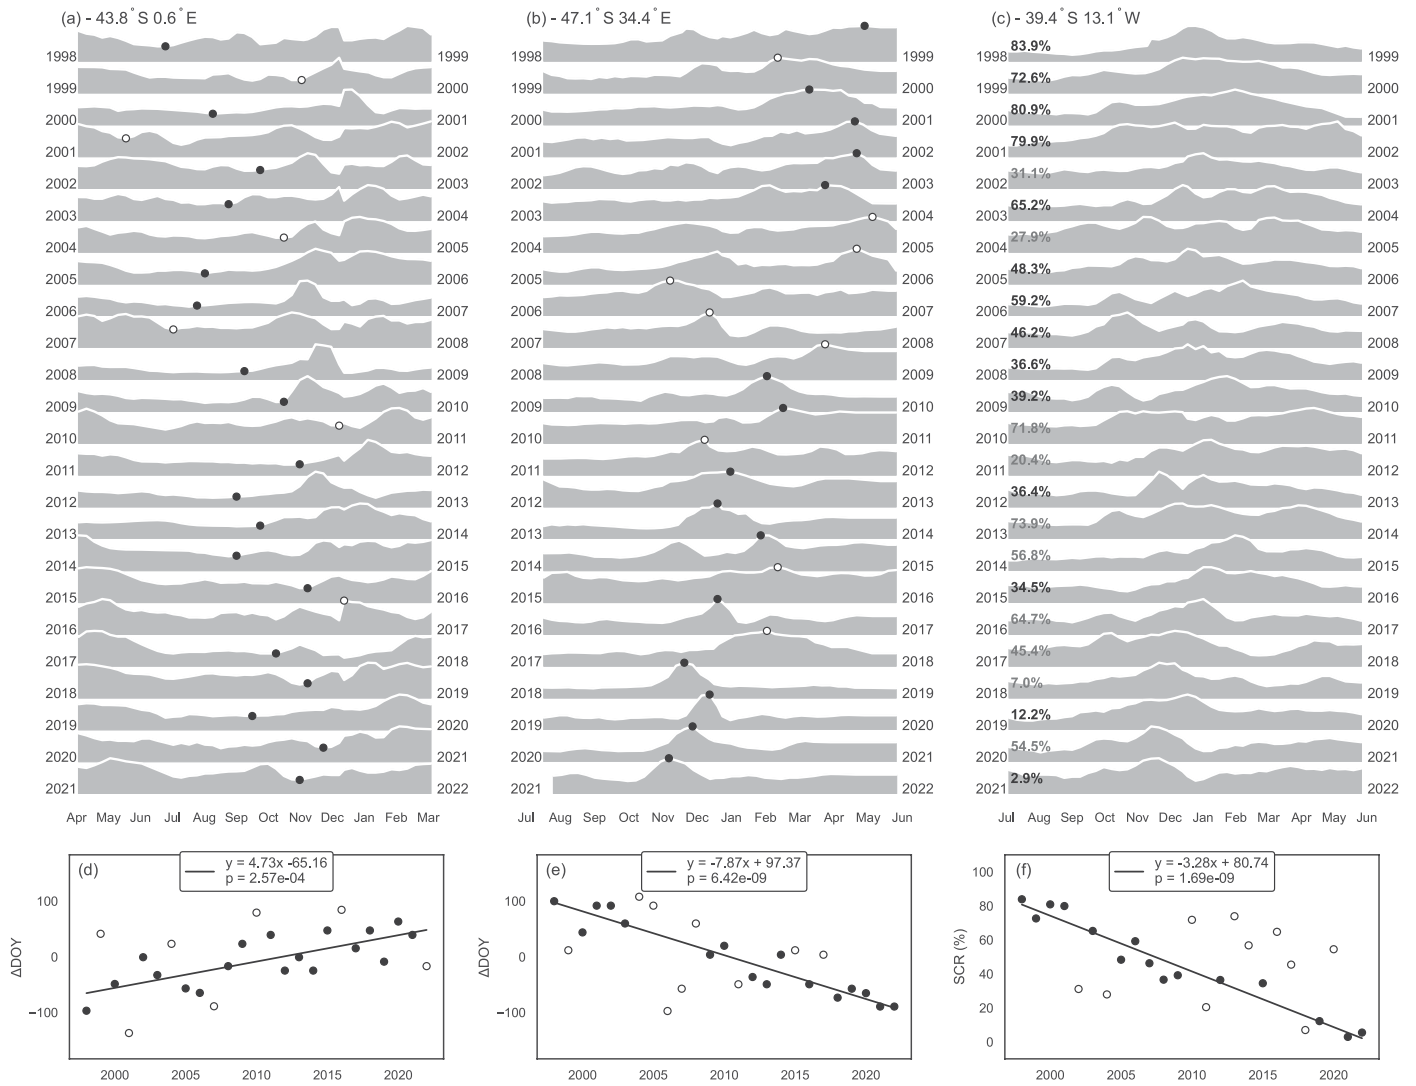 (a) - 43.8°S 0.6°E
(b) - 47.1°S 34.4°E
(c) - 39.4°S 13.1°W
1998 1999 1998 1999 1998 83.9% 1999
1999 2000 1999 2000 1999 72.6% 2000
2000 2001 2000 2001 2000 80.9% 2001
2001 2002 2001 2002 2001 79.9% 2002
2002 2003 2002 2003 2002 31.1% 2003
2003 2004 2003 2004 2003 65.2% 2004
2004 2005 2004 2005 2004 27.9% 2005
2005 2006 2005 2006 2005 48.3% 2006
2006 2007 2006 2007 2006 59.2% 2007
2007 2008 2007 2008 2007 46.2% 2008
2008 2009 2008 2009 2008 36.6% 2009
2009 2010 2009 2010 2009 39.2% 2010
2010 2011 2010 2011 2010 71.8% 2011
2011 2012 2011 2012 2011 20.4% 2012
2012 2013 2012 2013 2012 36.4% 2013
2013 2014 2013 2014 2013 73.9% 2014
2014 2015 2014 2015 2014 56.8% 2015
2015 2016 2015 2016 2015 34.5% 2016
2016 2017 2016 2017 2016 64.7% 2017
2017 2018 2017 2018 2017 45.4% 2018
2018 2019 2018 2019 2018 7.0% 2019
2019 2020 2019 2020 2019 12.2% 2020
2020 2021 2020 2021 2020 54.5% 2021
2021 2022 2021 2022 2021 2.9% 2022
Apr May Jun Jul Aug Sep Oct Nov Dec Jan Feb Mar
Jul Aug Sep Oct Nov Dec Jan Feb Mar Apr May Jun
Jul Aug Sep Oct Nov Dec Jan Feb Mar Apr May Jun
(d)
y = 4.73x -65.16
p = 2.57e-04
ΔDOY
100
0
−100
2000 2005 2010 2015 2020
(e)
y = -7.87x + 97.37
p = 6.42e-09
ΔDOY
100
0
−100
2000 2005 2010 2015 2020
(f)
y = -3.28x + 80.74
p = 1.69e-09
SCR (%)
100
80
60
40
20
0
2000 2005 2010 2015 2020